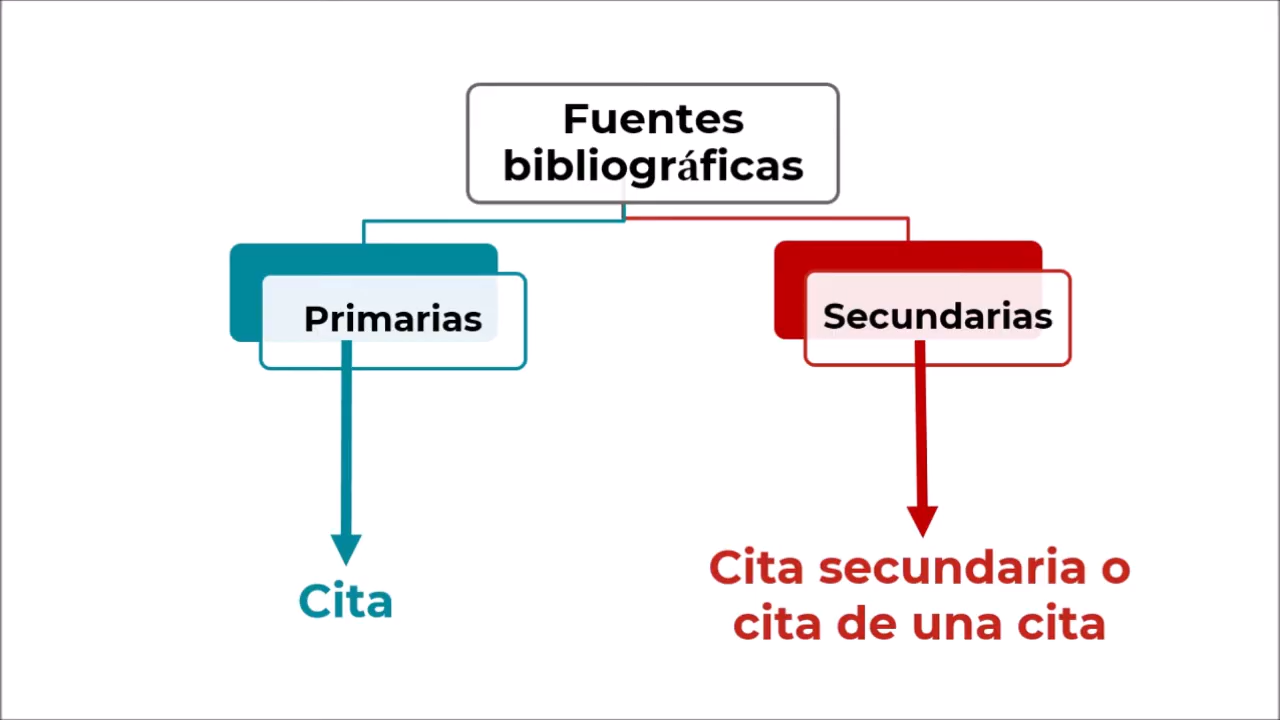 Fuentes
bibliográficas
Primarias
Secundarias
Cita
Cita secundaria o
cita de una cita